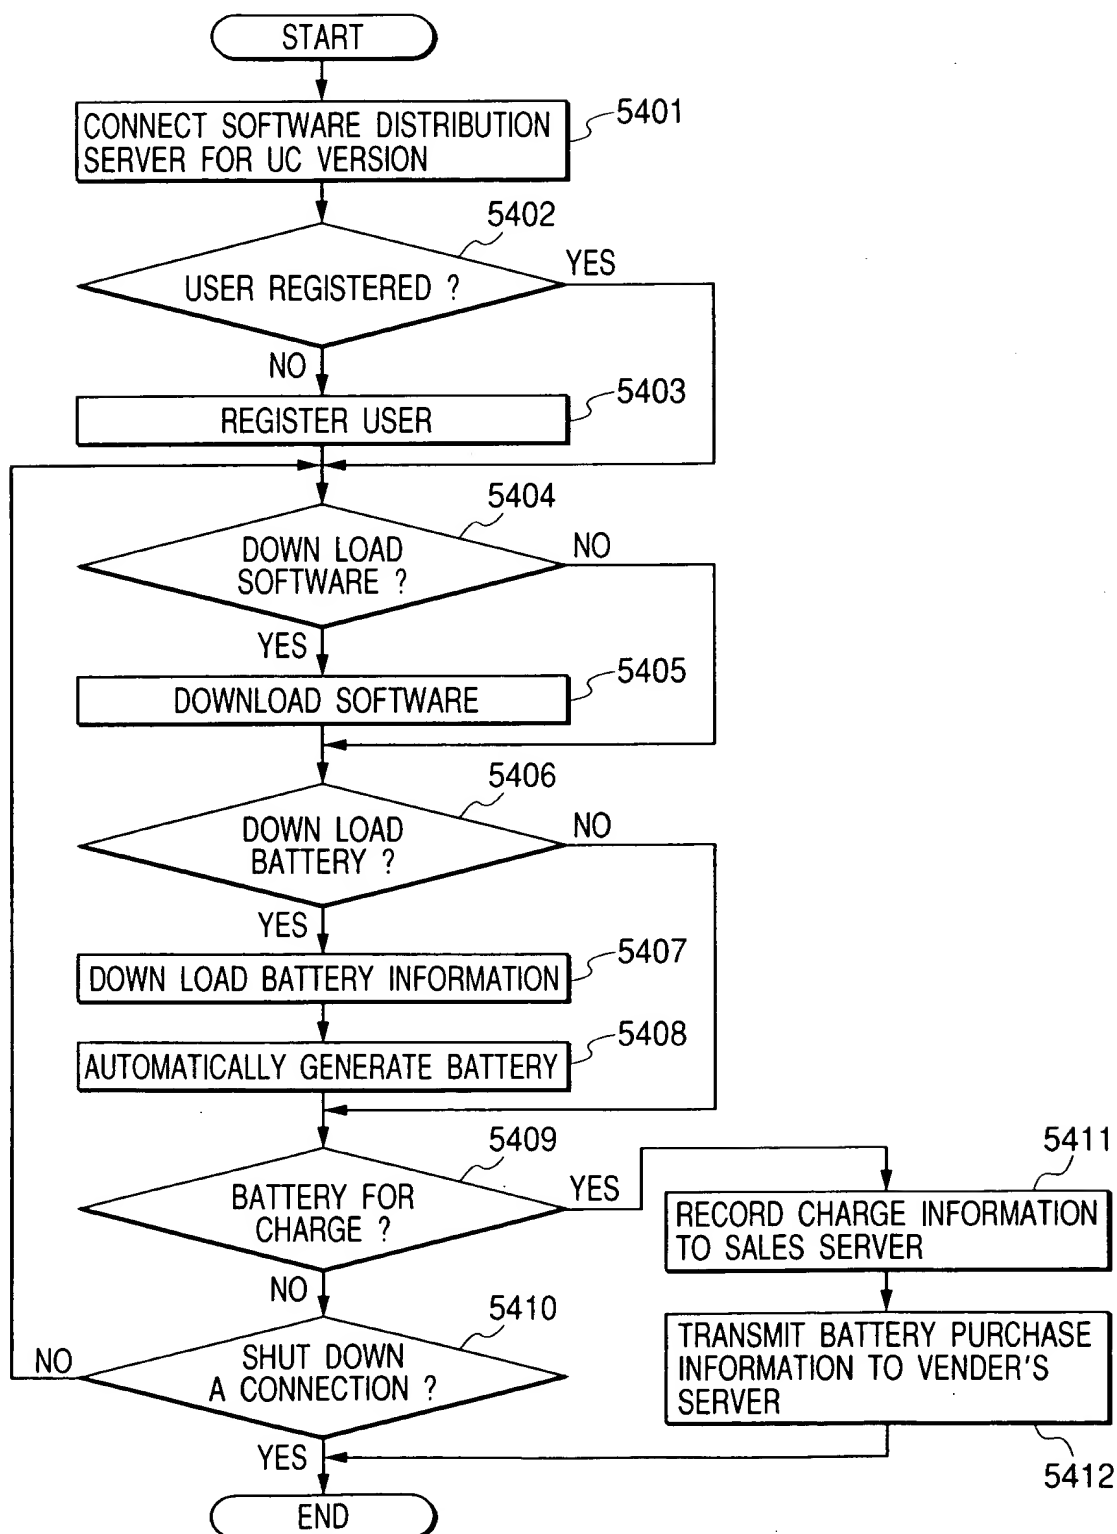 START
CONNECT SOFTWARE DISTRIBUTION
SERVER FOR UC VERSION
5401
5402
USER REGISTERED ?
YES
NO
REGISTER USER
5403
5404
DOWN LOAD
SOFTWARE ?
NO
YES
DOWNLOAD SOFTWARE
5405
5406
DOWN LOAD
BATTERY ?
NO
YES
DOWN LOAD BATTERY INFORMATION
5407
AUTOMATICALLY GENERATE BATTERY
5408
5409
BATTERY FOR
CHARGE ?
YES
NO
5411
RECORD CHARGE INFORMATION
TO SALES SERVER
5410
SHUT DOWN
A CONNECTION ?
NO
YES
TRANSMIT BATTERY PURCHASE
INFORMATION TO VENDER'S
SERVER
5412
END